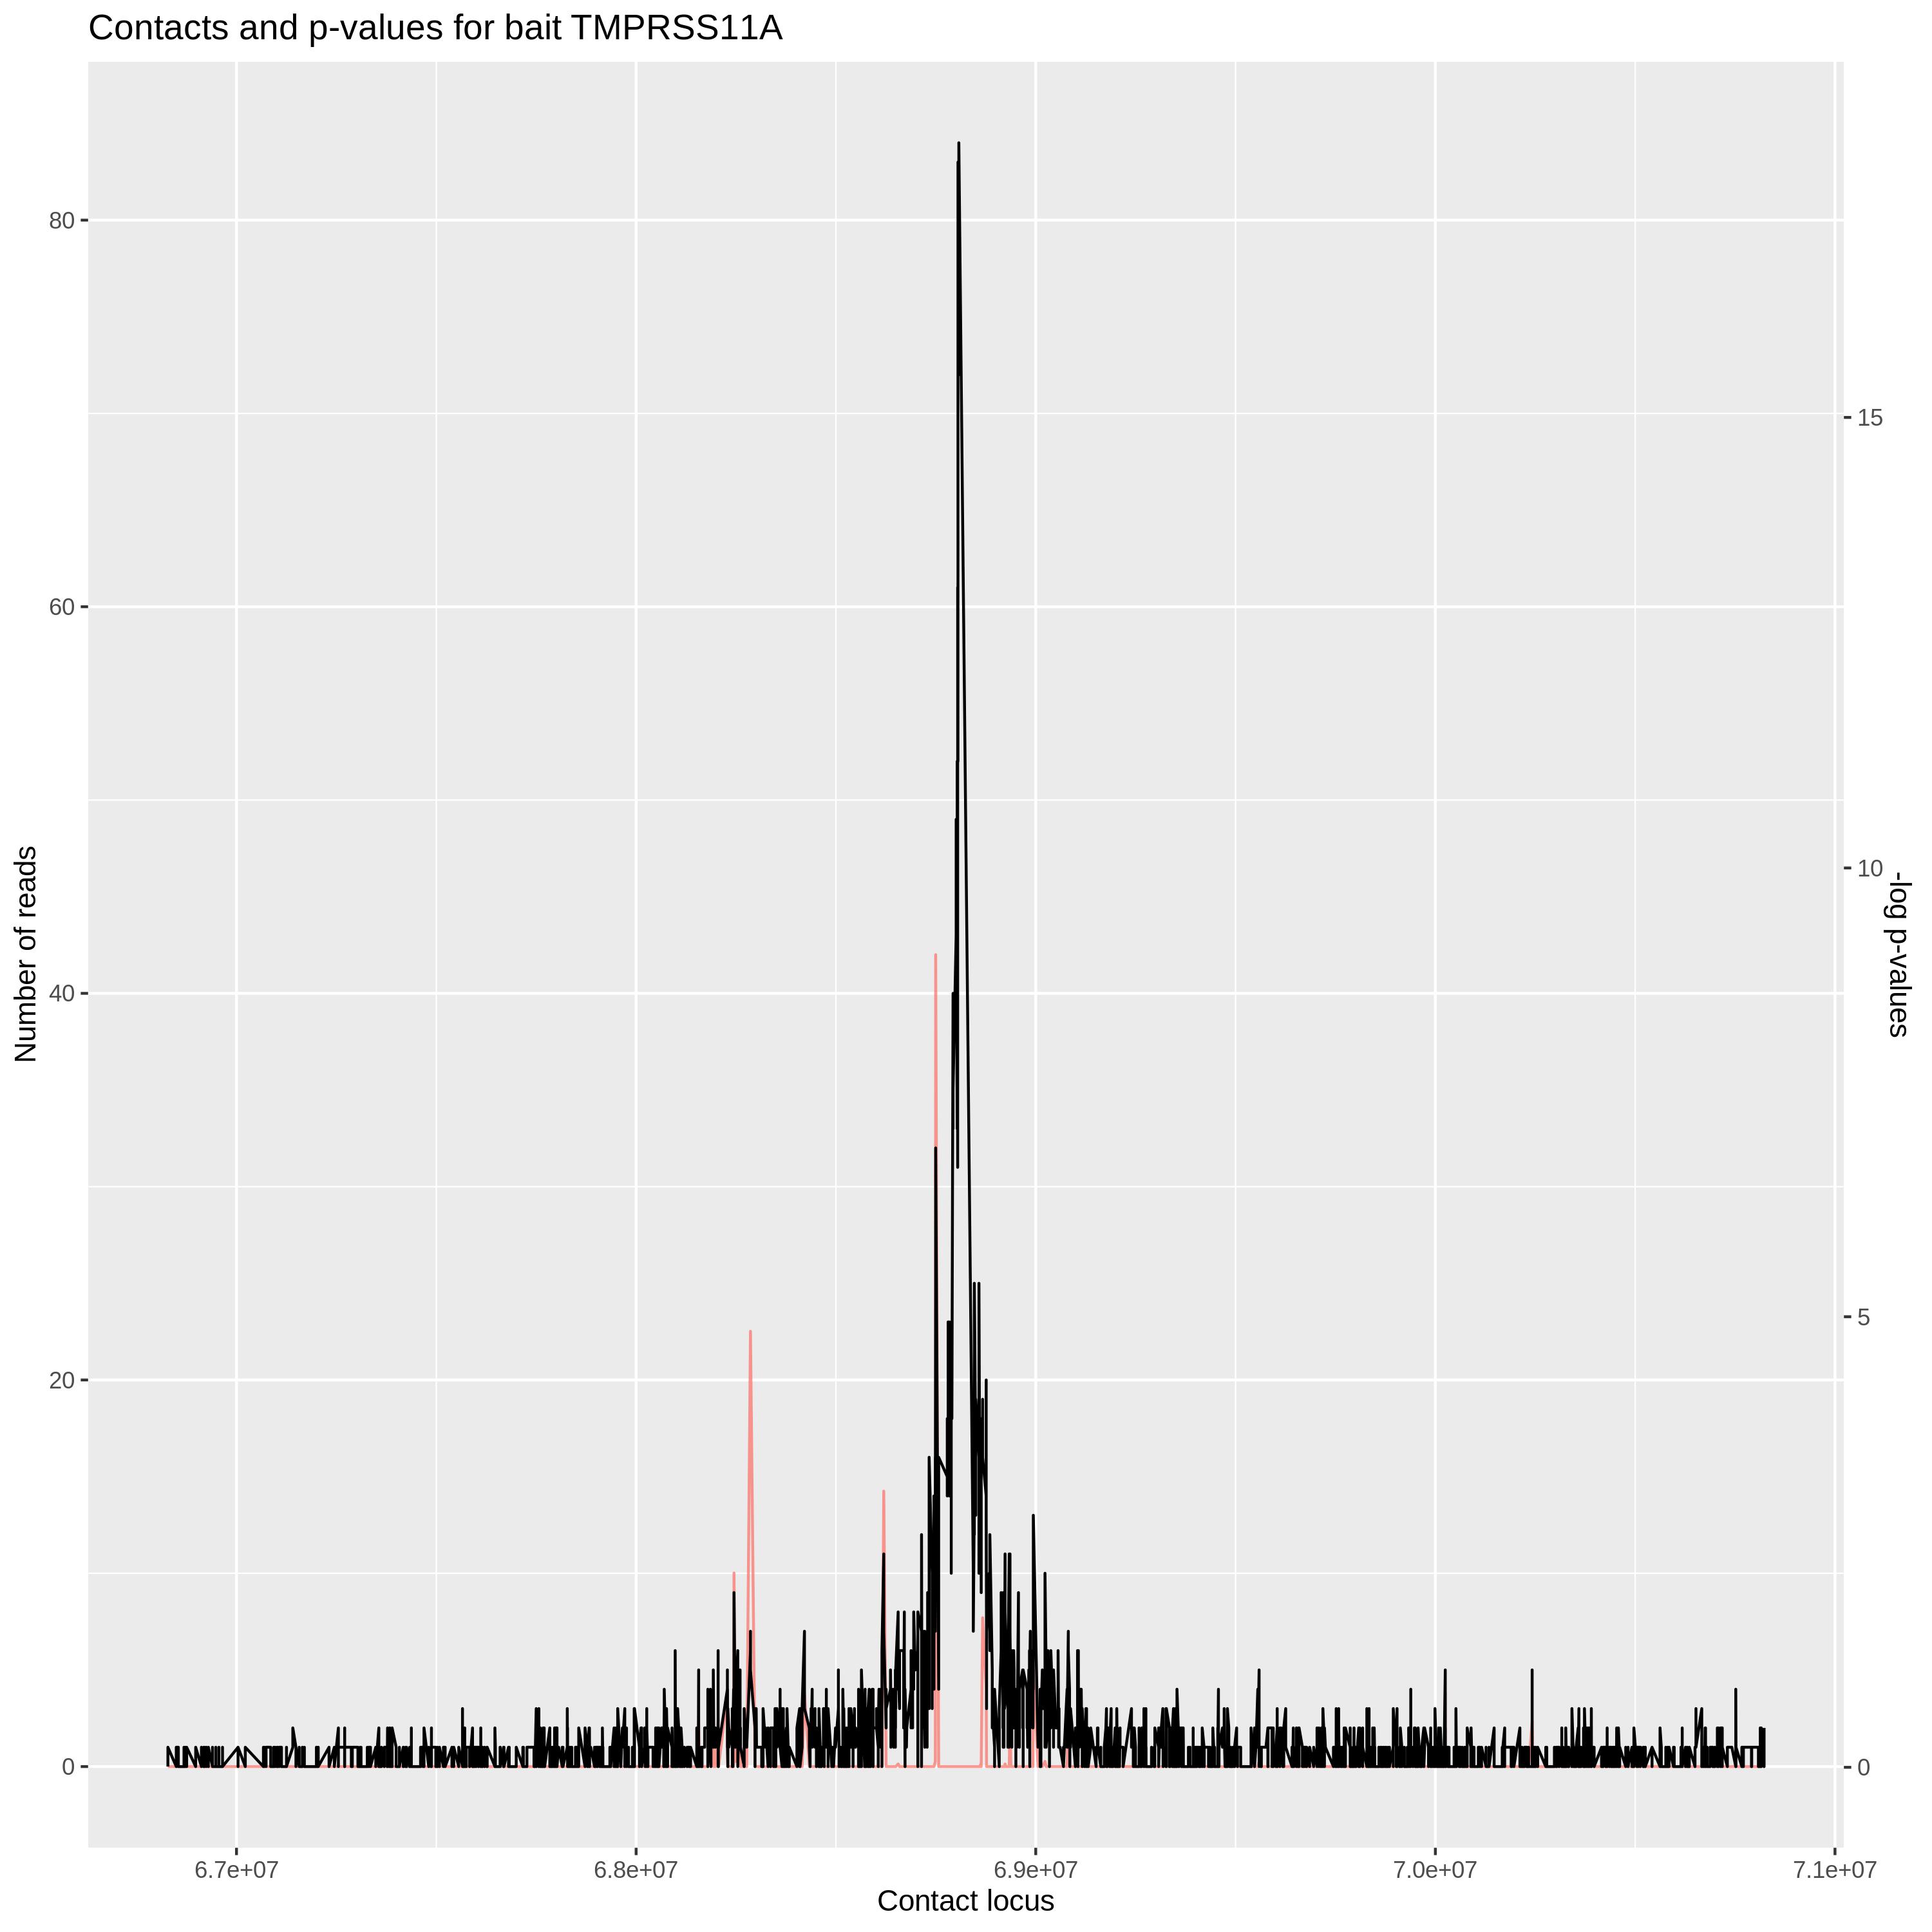 Contacts and p-values for bait TMPRSS11A
80
60
40
20
0
Number of reads
15
10
5
0
-log p-values
6.7e+07
6.8e+07
6.9e+07
7.0e+07
7.1e+07
Contact locus